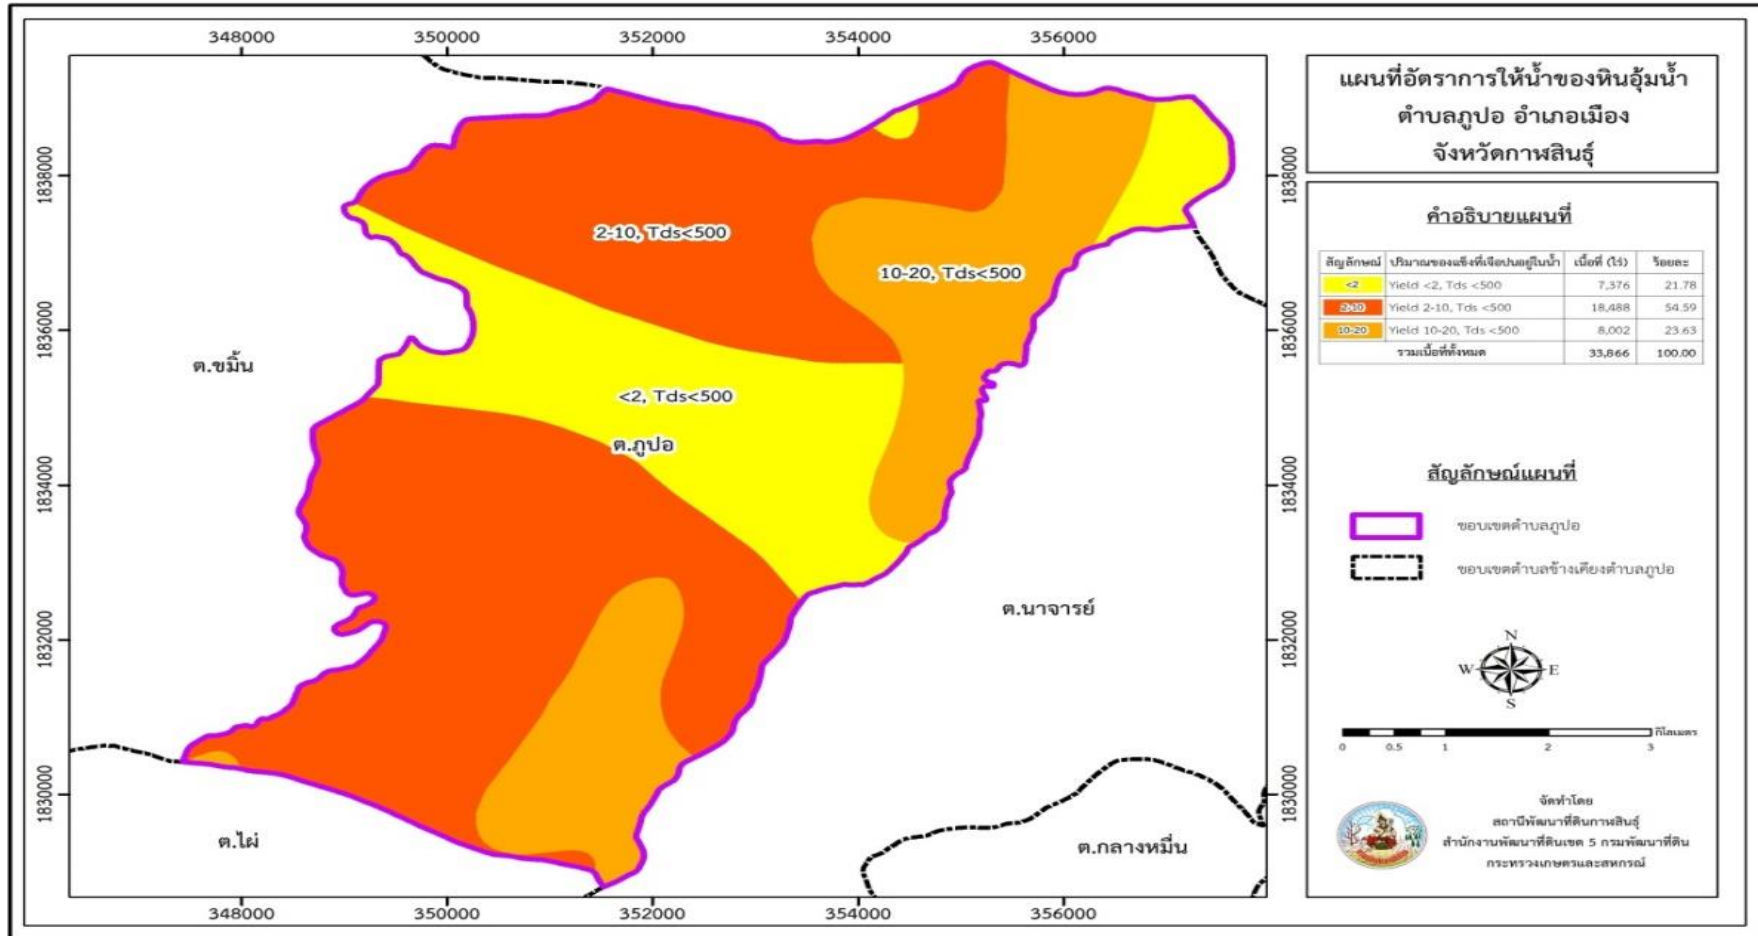 348000 350000 352000 354000 356000
แผนที่อัตราการให้น้ำของหินอุ้มน้ำ
ตำบลภูปอ อำเภอเมือง
จังหวัดกาฬสินธุ์
1838000
1836000
1834000
1832000
1830000
2-10, Tds<500
10-20, Tds<500
<2, Tds<500
ต.ภูปอ
ต.ขมิ้น
ต.นาจารย์
ต.ไผ่
ต.กลางหมื่น
1838000
1836000
1834000
1832000
1830000
348000 350000 352000 354000 356000
คำอธิบายแผนที่
สัญลักษณ์ ปริมาณของแข็งที่เจือปนอยู่ในน้ำ เนื้อที่ (ไร่) ร้อยละ
<2 Yield <2, Tds <500 7,376 21.78
2-10 Yield 2-10, Tds <500 18,488 54.59
10-20 Yield 10-20, Tds <500 8,002 23.63
รวมเนื้อที่ทั้งหมด 33,866 100.00
สัญลักษณ์แผนที่
ขอบเขตตำบลภูปอ
ขอบเขตตำบลข้างเคียงตำบลภูปอ
N
W E
S
กิโลเมตร
0 0.5 1 2 3
จัดทำโดย
สถานีพัฒนาที่ดินกาฬสินธุ์
สำนักงานพัฒนาที่ดินเขต 5 กรมพัฒนาที่ดิน
กระทรวงเกษตรและสหกรณ์